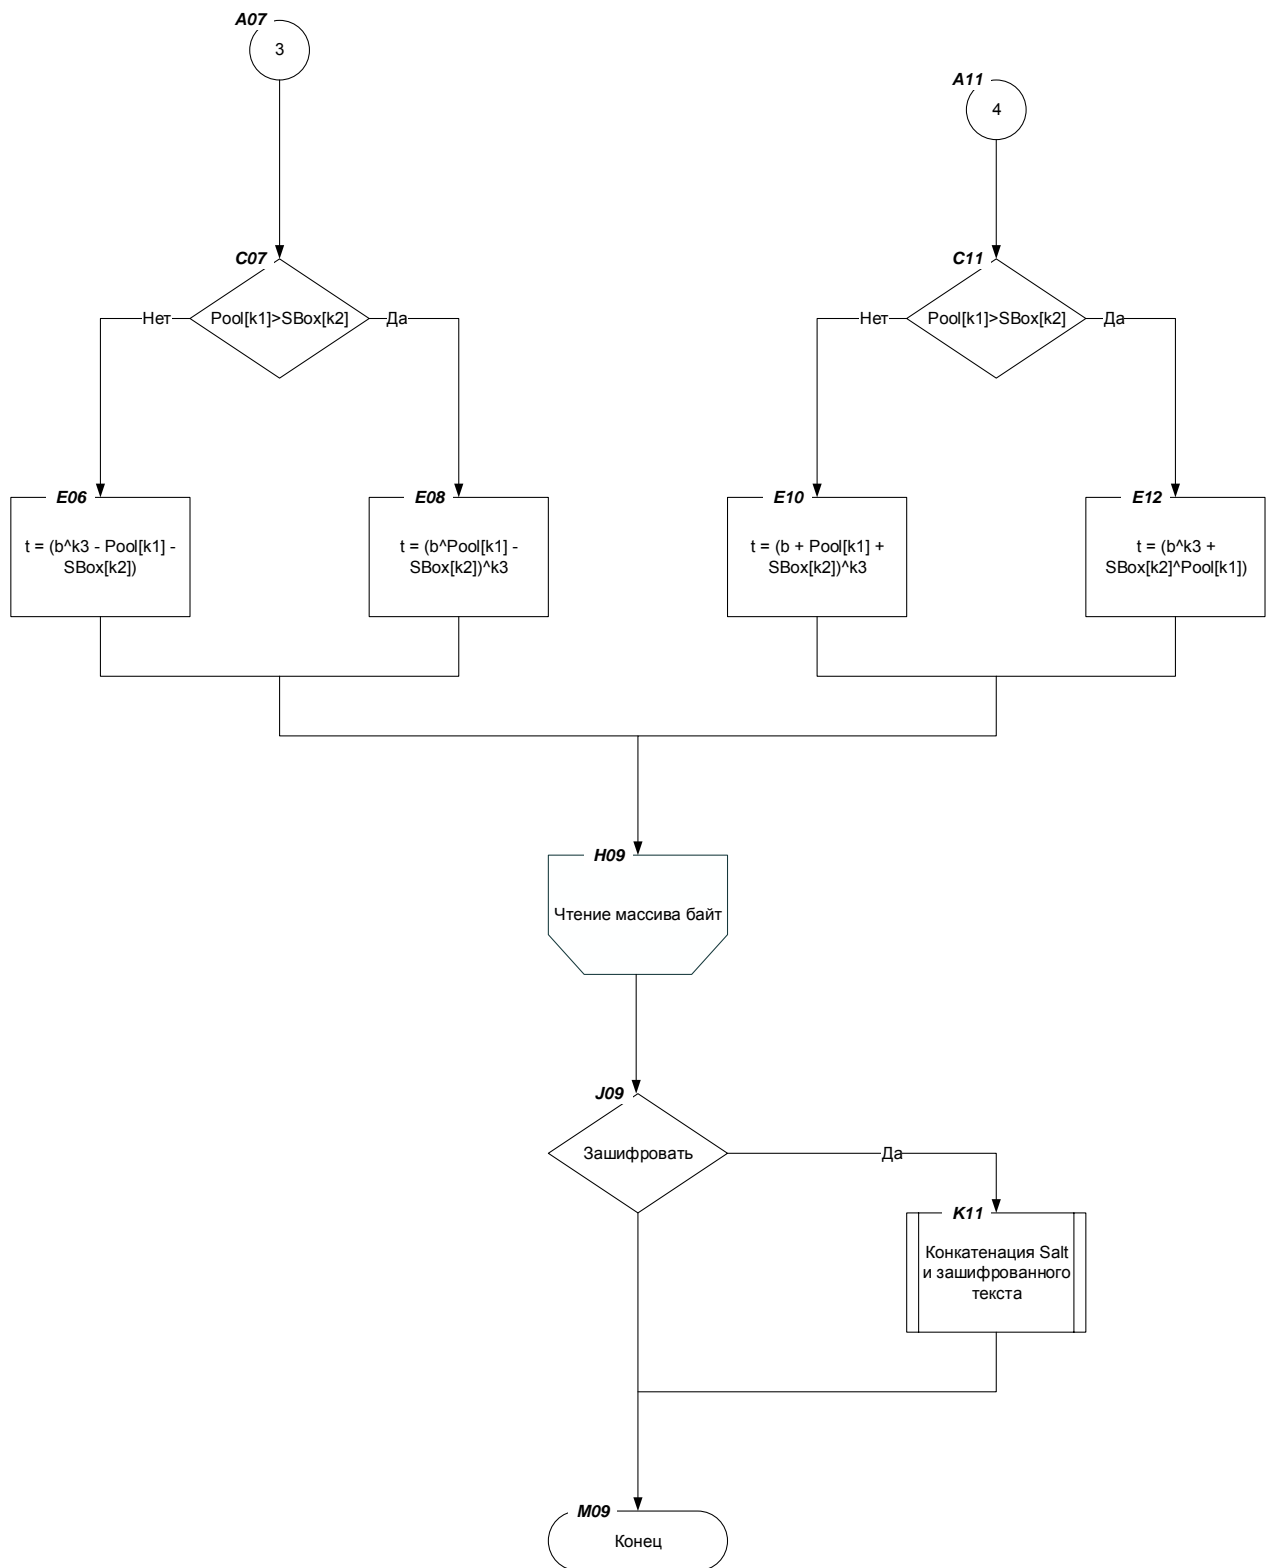 A07
3
A11
4
C07
Нет
Pool[k1]>SBox[k2]
Да
C11
Нет
Pool[k1]>SBox[k2]
Да
E06
t = (b^k3 - Pool[k1] -
SBox[k2])
E08
t = (b^Pool[k1] -
SBox[k2])^k3
E10
t = (b + Pool[k1] +
SBox[k2])^k3
E12
t = (b^k3 +
SBox[k2]^Pool[k1])
H09
Чтение массива байт
J09
Зашифровать
Да
K11
Конкатенация Salt
и зашифрованного
текста
M09
Конец